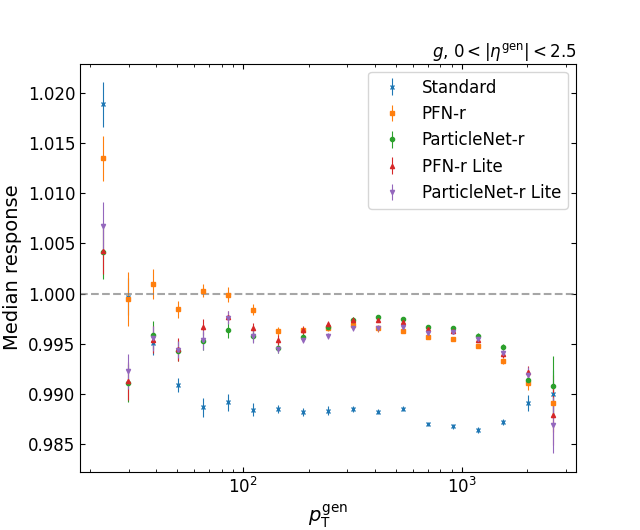 g, 0 < |η^gen| < 2.5
1.020
1.015
1.010
1.005
1.000
0.995
0.990
0.985
Median response
Standard
PFN-r
ParticleNet-r
PFN-r Lite
ParticleNet-r Lite
10^2
10^3
p_T^gen